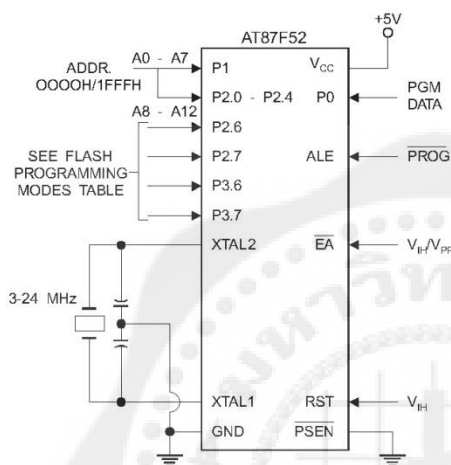 +5V
AT87F52
A0 - A7
ADDR.
OOOOH/1FFFH
P1
VCC
P2.0 - P2.4
P0
PGM
DATA
A8 - A12
P2.6
SEE FLASH
PROGRAMMING
MODES TABLE
P2.7
ALE
PROG
P3.6
P3.7
XTAL2
EA
VIH/VPP
3-24 MHz
XTAL1
RST
VIH
GND
PSEN